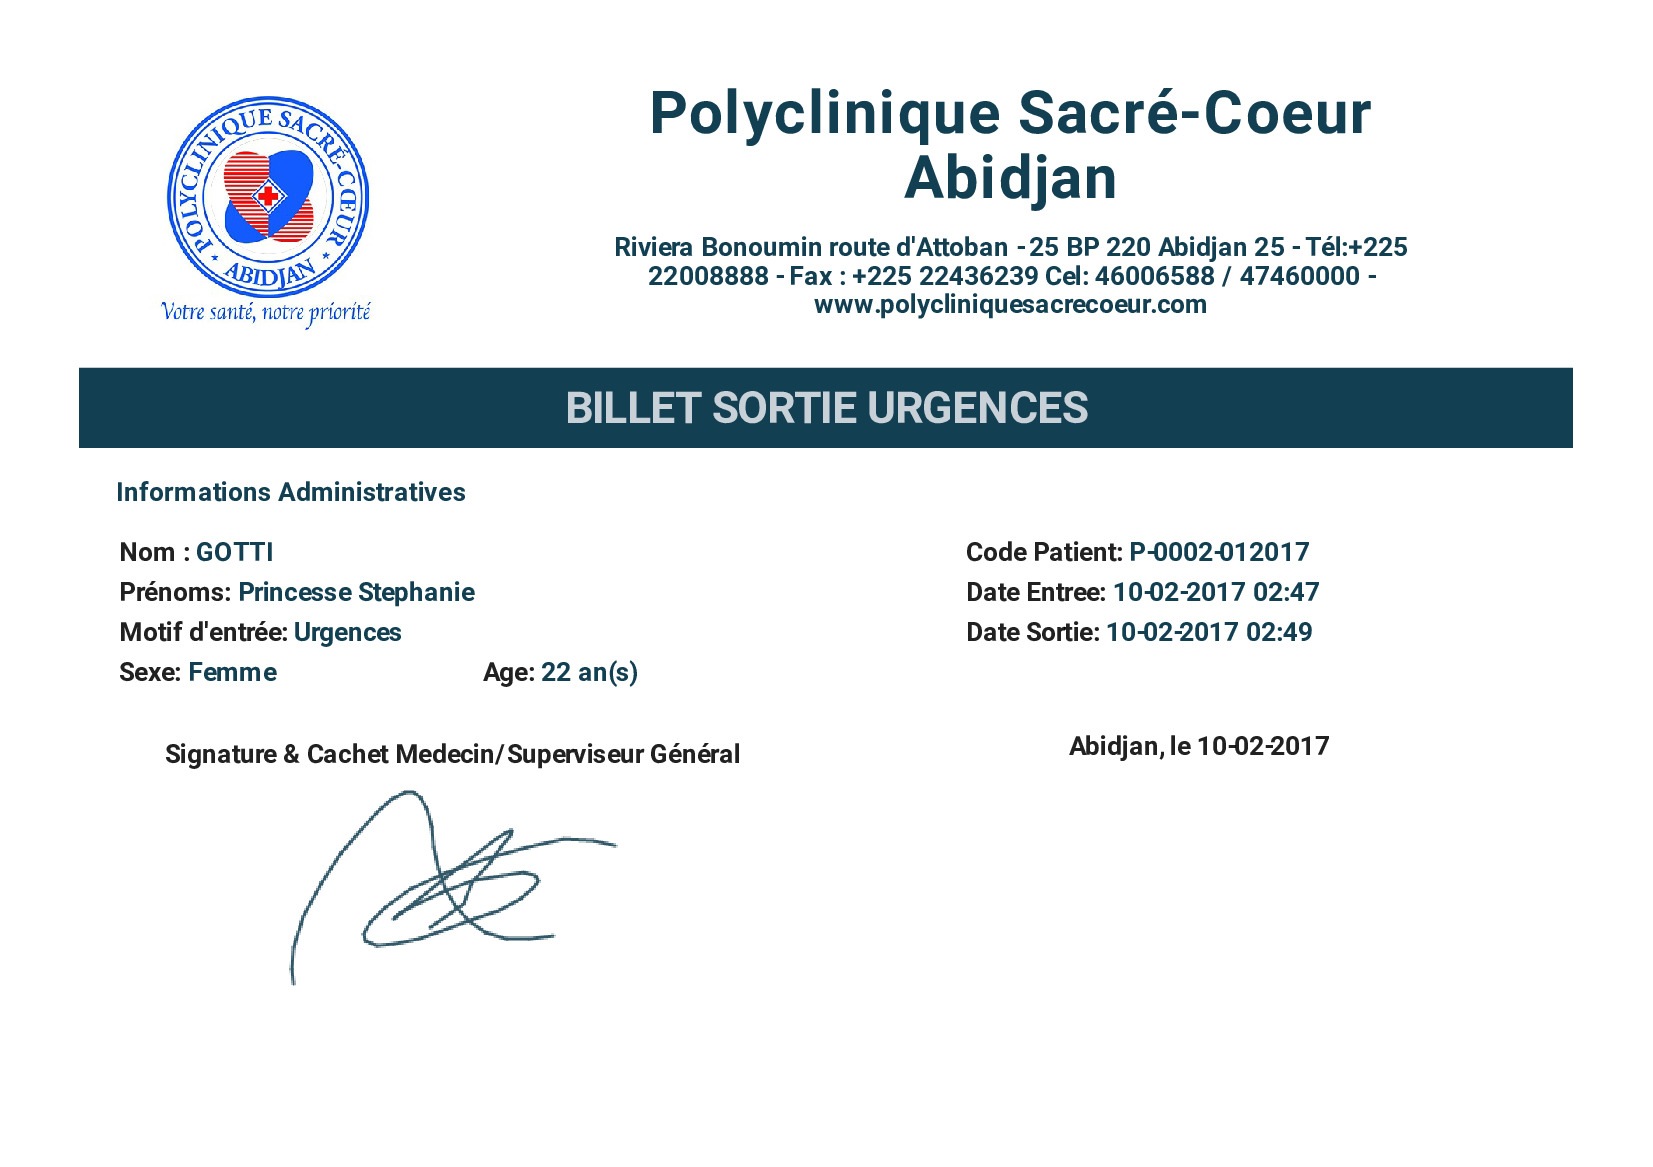 POLYCLINIQUE SACRÉ-CŒUR
ABIDJAN
Votre santé, notre priorité
Polyclinique Sacré-Coeur
Abidjan
Riviera Bonoumin route d'Attoban - 25 BP 220 Abidjan 25 - Tél:+225
22008888 - Fax : +225 22436239 Cel: 46006588 / 47460000 -
www.polycliniquesacrecoeur.com
BILLET SORTIE URGENCES
Informations Administratives
Nom : GOTTI
Code Patient: P-0002-012017
Prénoms: Princesse Stephanie
Date Entree: 10-02-2017 02:47
Motif d'entrée: Urgences
Date Sortie: 10-02-2017 02:49
Sexe: Femme Age: 22 an(s)
Signature & Cachet Medecin/Superviseur Général
Abidjan, le 10-02-2017